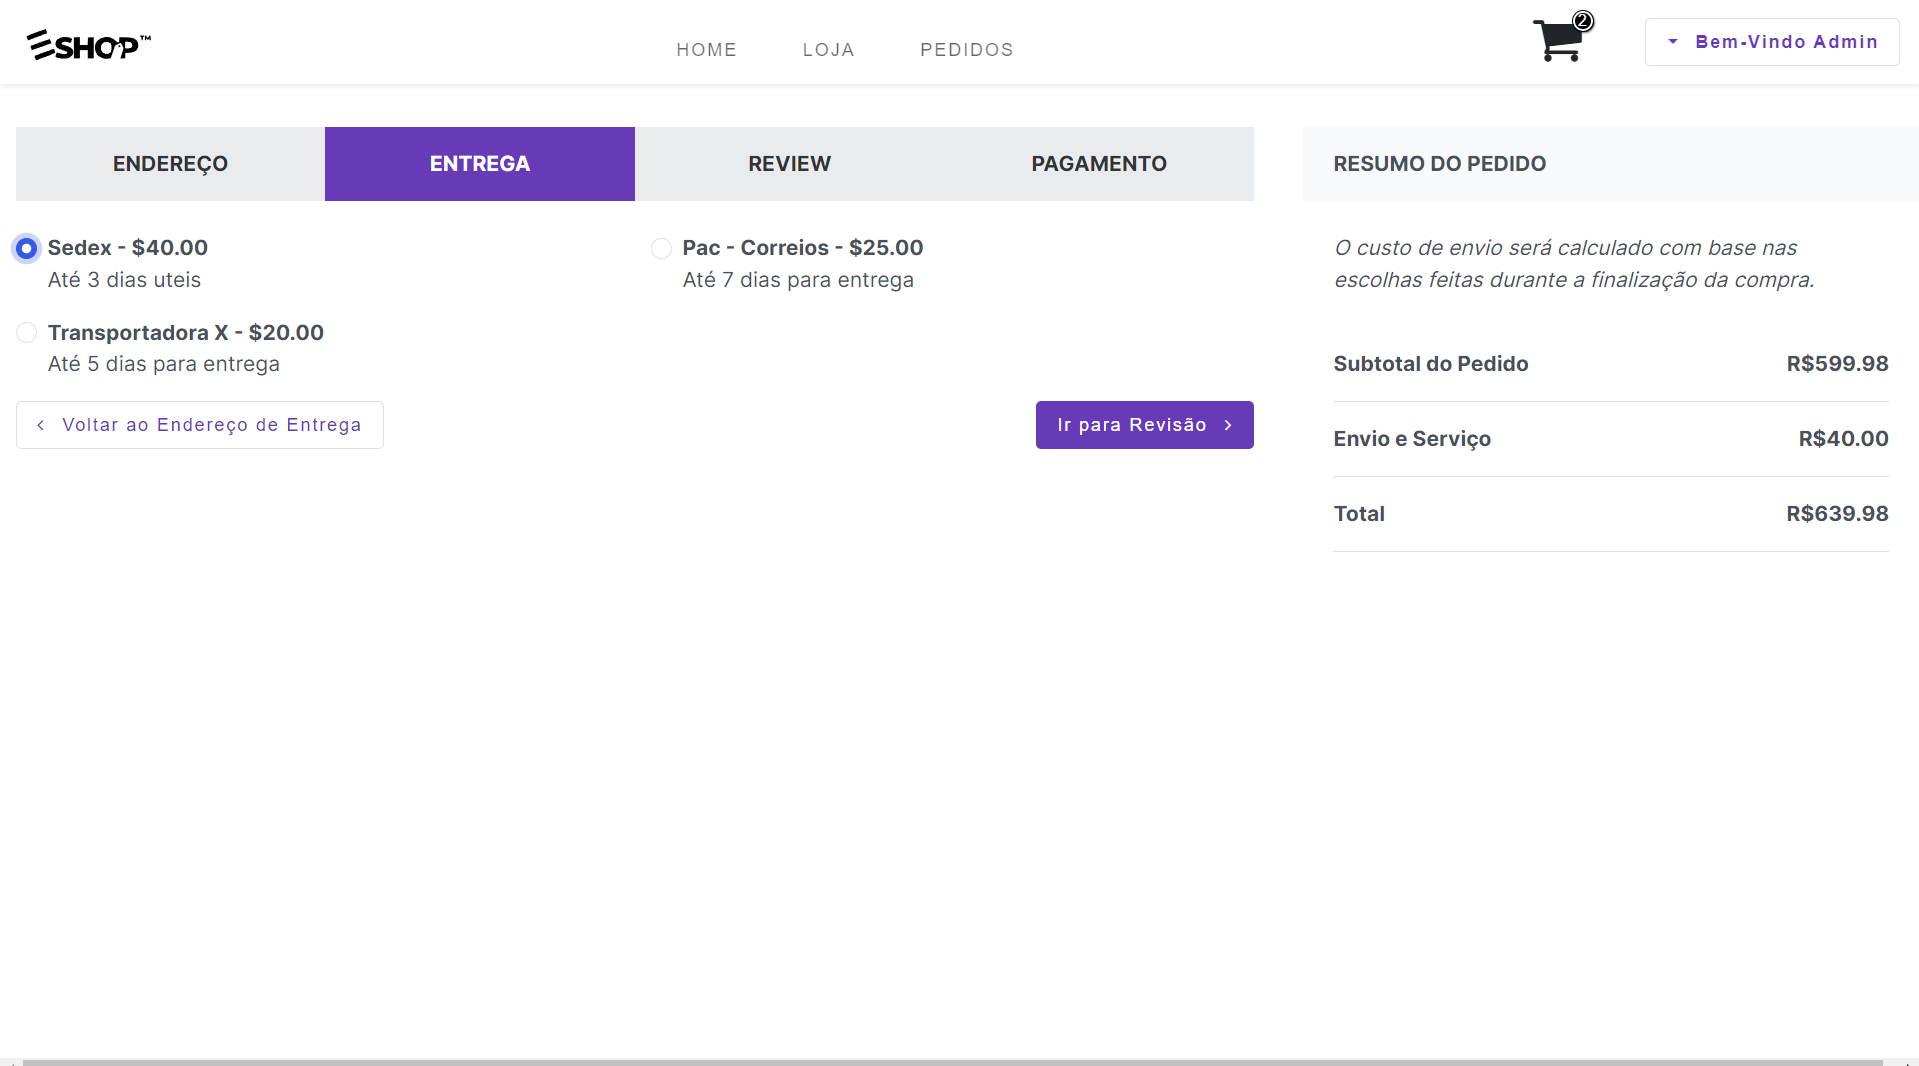 ESHOP™
HOME
LOJA
PEDIDOS
2
Bem-Vindo Admin
ENDEREÇO
ENTREGA
REVIEW
PAGAMENTO
Sedex - $40.00
Até 3 dias uteis
Pac - Correios - $25.00
Até 7 dias para entrega
Transportadora X - $20.00
Até 5 dias para entrega
Voltar ao Endereço de Entrega
Ir para Revisão
RESUMO DO PEDIDO
O custo de envio será calculado com base nas
escolhas feitas durante a finalização da compra.
Subtotal do Pedido R$599.98
Envio e Serviço R$40.00
Total R$639.98